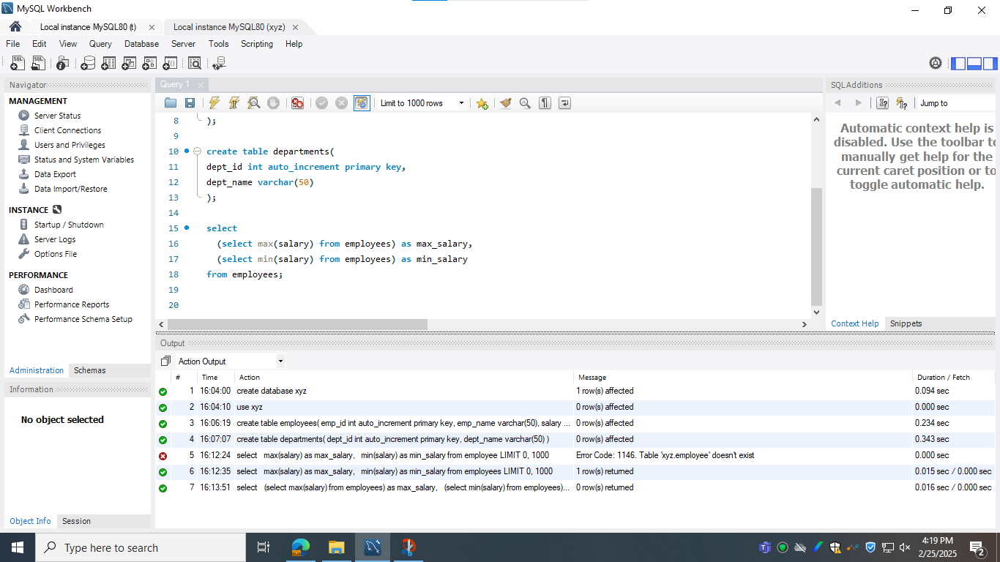 MySQL Workbench
Local instance MySQL80 (t)
Local instance MySQL80 (xyz)
File Edit View Query Database Server Tools Scripting Help
Navigator
MANAGEMENT
Server Status
Client Connections
Users and Privileges
Status and System Variables
Data Export
Data Import/Restore
INSTANCE
Startup / Shutdown
Server Logs
Options File
PERFORMANCE
Dashboard
Performance Reports
Performance Schema Setup
Administration Schemas
Information
No object selected
Object Info Session
Query 1
Limit to 1000 rows
8 );
9
10 create table departments(
11 dept_id int auto_increment primary key,
12 dept_name varchar(50)
13 );
14
15 select
16 (select max(salary) from employees) as max_salary,
17 (select min(salary) from employees) as min_salary
18 from employees;
19
20
SQLAdditions
Jump to
Automatic context help is
disabled. Use the toolbar to
manually get help for the
current caret position or to
toggle automatic help.
Context Help Snippets
Output
Action Output
# Time Action Message Duration / Fetch
1 16:04:00 create database xyz 1 row(s) affected 0.094 sec
2 16:04:10 use xyz 0 row(s) affected 0.000 sec
3 16:06:19 create table employees( emp_id int auto_increment primary key, emp_name varchar(50), salary ... 0 row(s) affected 0.234 sec
4 16:07:07 create table departments( dept_id int auto_increment primary key, dept_name varchar(50) ) 0 row(s) affected 0.343 sec
5 16:12:24 select max(salary) as max_salary, min(salary) as min_salary from employee LIMIT 0, 1000 Error Code: 1146. Table 'xyz.employee' doesn't exist 0.000 sec
6 16:12:35 select max(salary) as max_salary, min(salary) as min_salary from employees LIMIT 0, 1000 1 row(s) returned 0.015 sec / 0.000 sec
7 16:13:51 select (select max(salary) from employees) as max_salary, (select min(salary) from employees)... 0 row(s) returned 0.016 sec / 0.000 sec
Type here to search
4:19 PM
2/25/2025
2